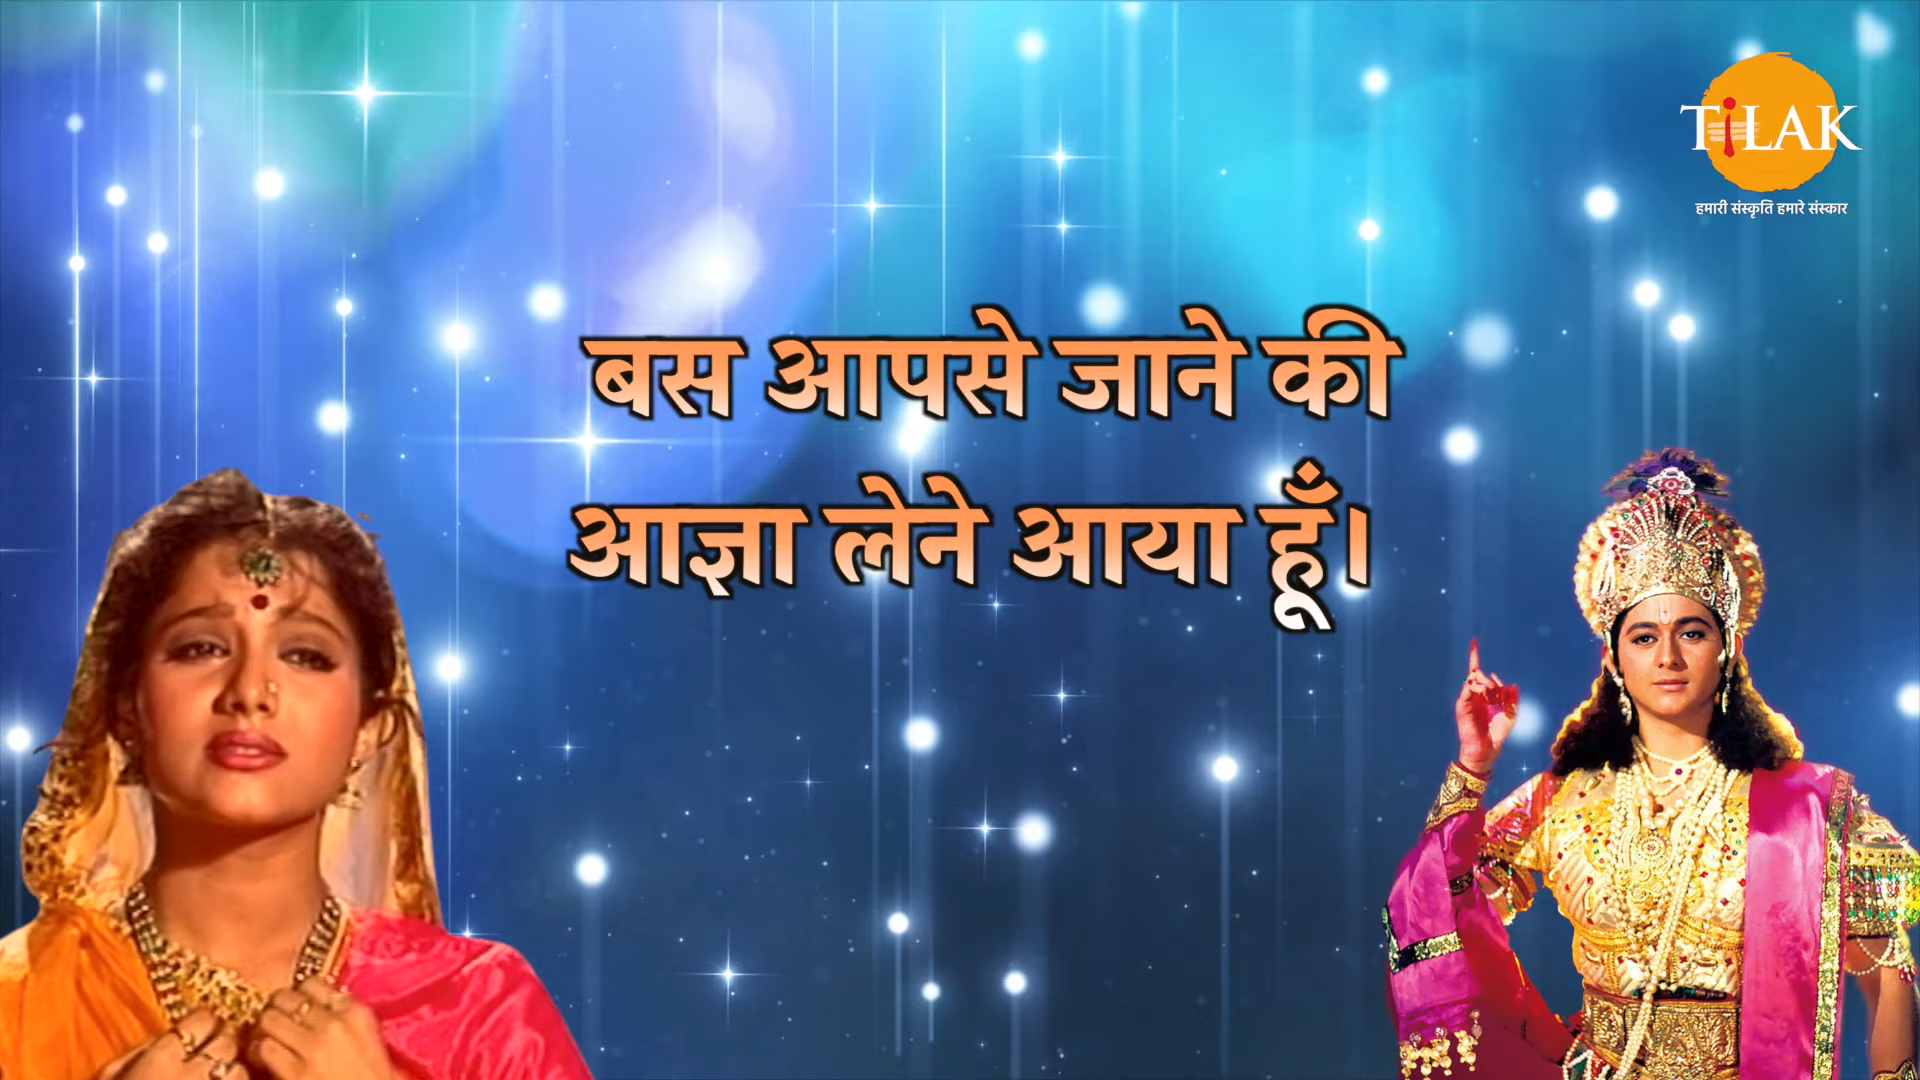 TiLAK
हमारी संस्कृति हमारे संस्कार
बस आपसे जाने की
आज्ञा लेने आया हूँ।